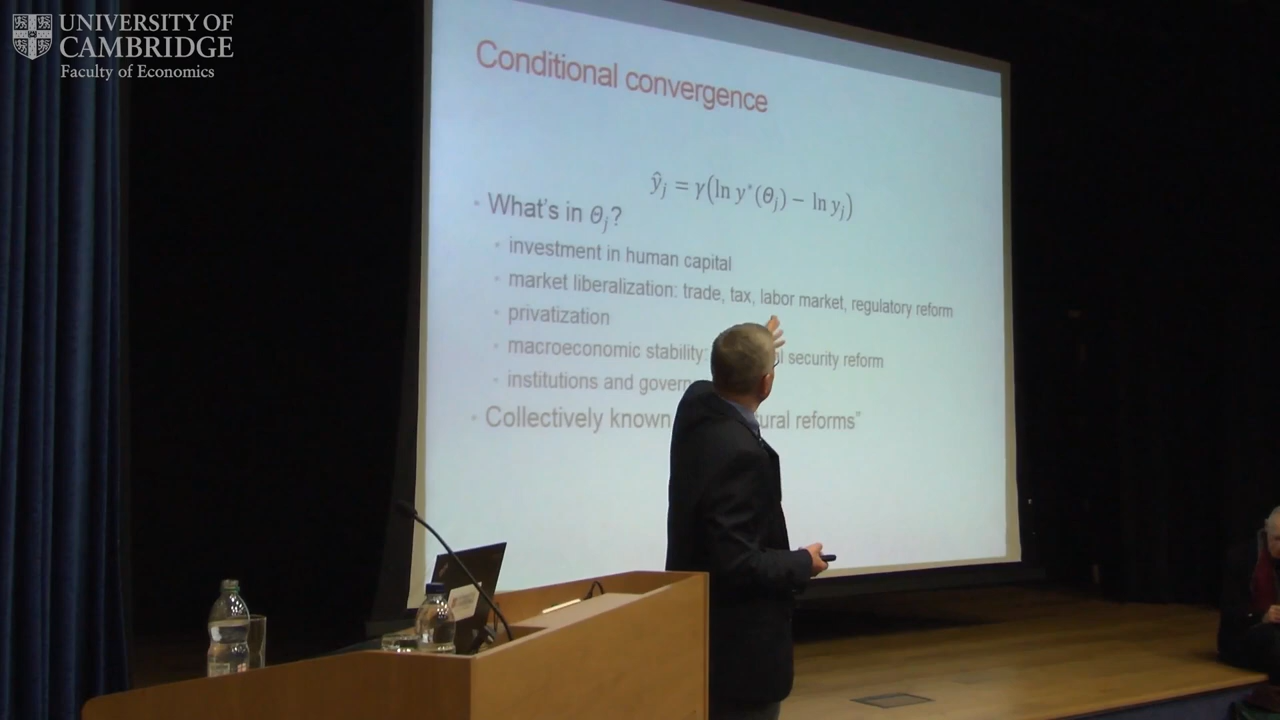 UNIVERSITY OF
CAMBRIDGE
Faculty of Economics
Conditional convergence
ŷⱼ = γ(ln y*(Θⱼ) − ln yⱼ)
• What's in Θⱼ?
• investment in human capital
• market liberalization: trade, tax, labor market, regulatory reform
• privatization
• macroeconomic stability: security reform
• institutions and
• Collectively known reforms"